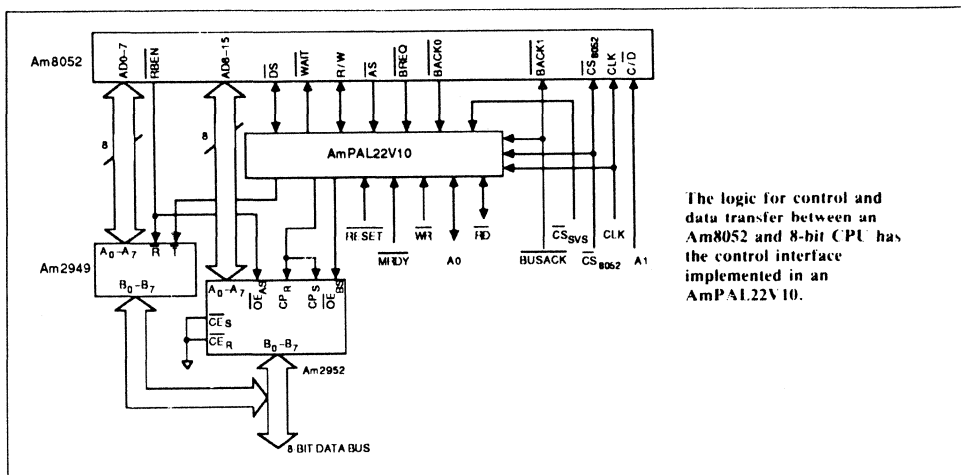 Am8052
AD0-7
RBEN
AD8-15
DS
WAIT
R/W
AS
BREQ
BACK0
BACK1
CS8052
CLK
C/D
8
8
AmPAL22V10
RESET
MRDY
WR
A0
RD
CSSVS
BUSACK
CLK
CS8052
A1
Am2949
A0-A7
R
T
B0-B7
A0-A7
OEAS
CPR
CPS
OEBS
CES
CER
B0-B7
Am2952
8-BIT DATA BUS
The logic for control and
data transfer between an
Am8052 and 8-bit CPU has
the control interface
implemented in an
AmPAL22V10.